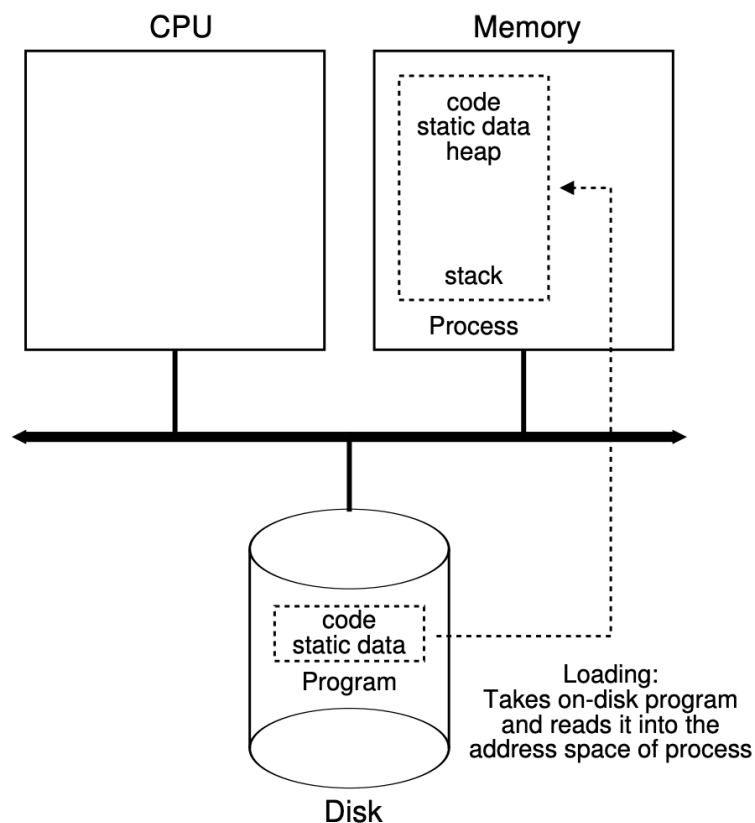 CPU
Memory
code
static data
heap
stack
Process
code
static data
Program
Loading:
Takes on-disk program
and reads it into the
address space of process
Disk